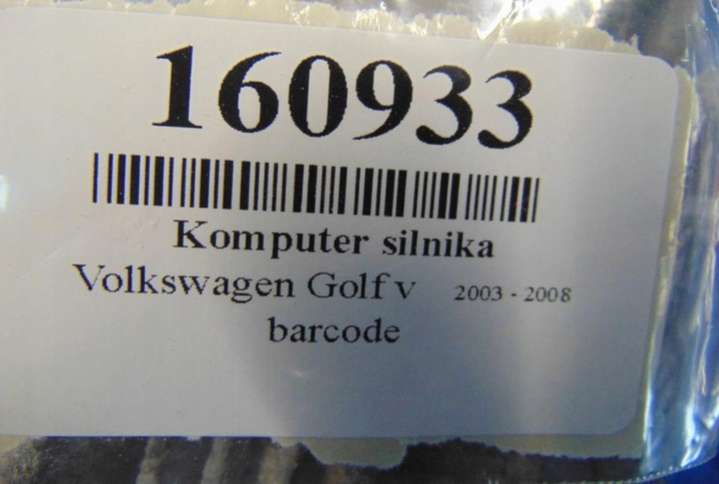 160933
Komputer silnika
Volkswagen Golf v 2003 - 2008
barcode